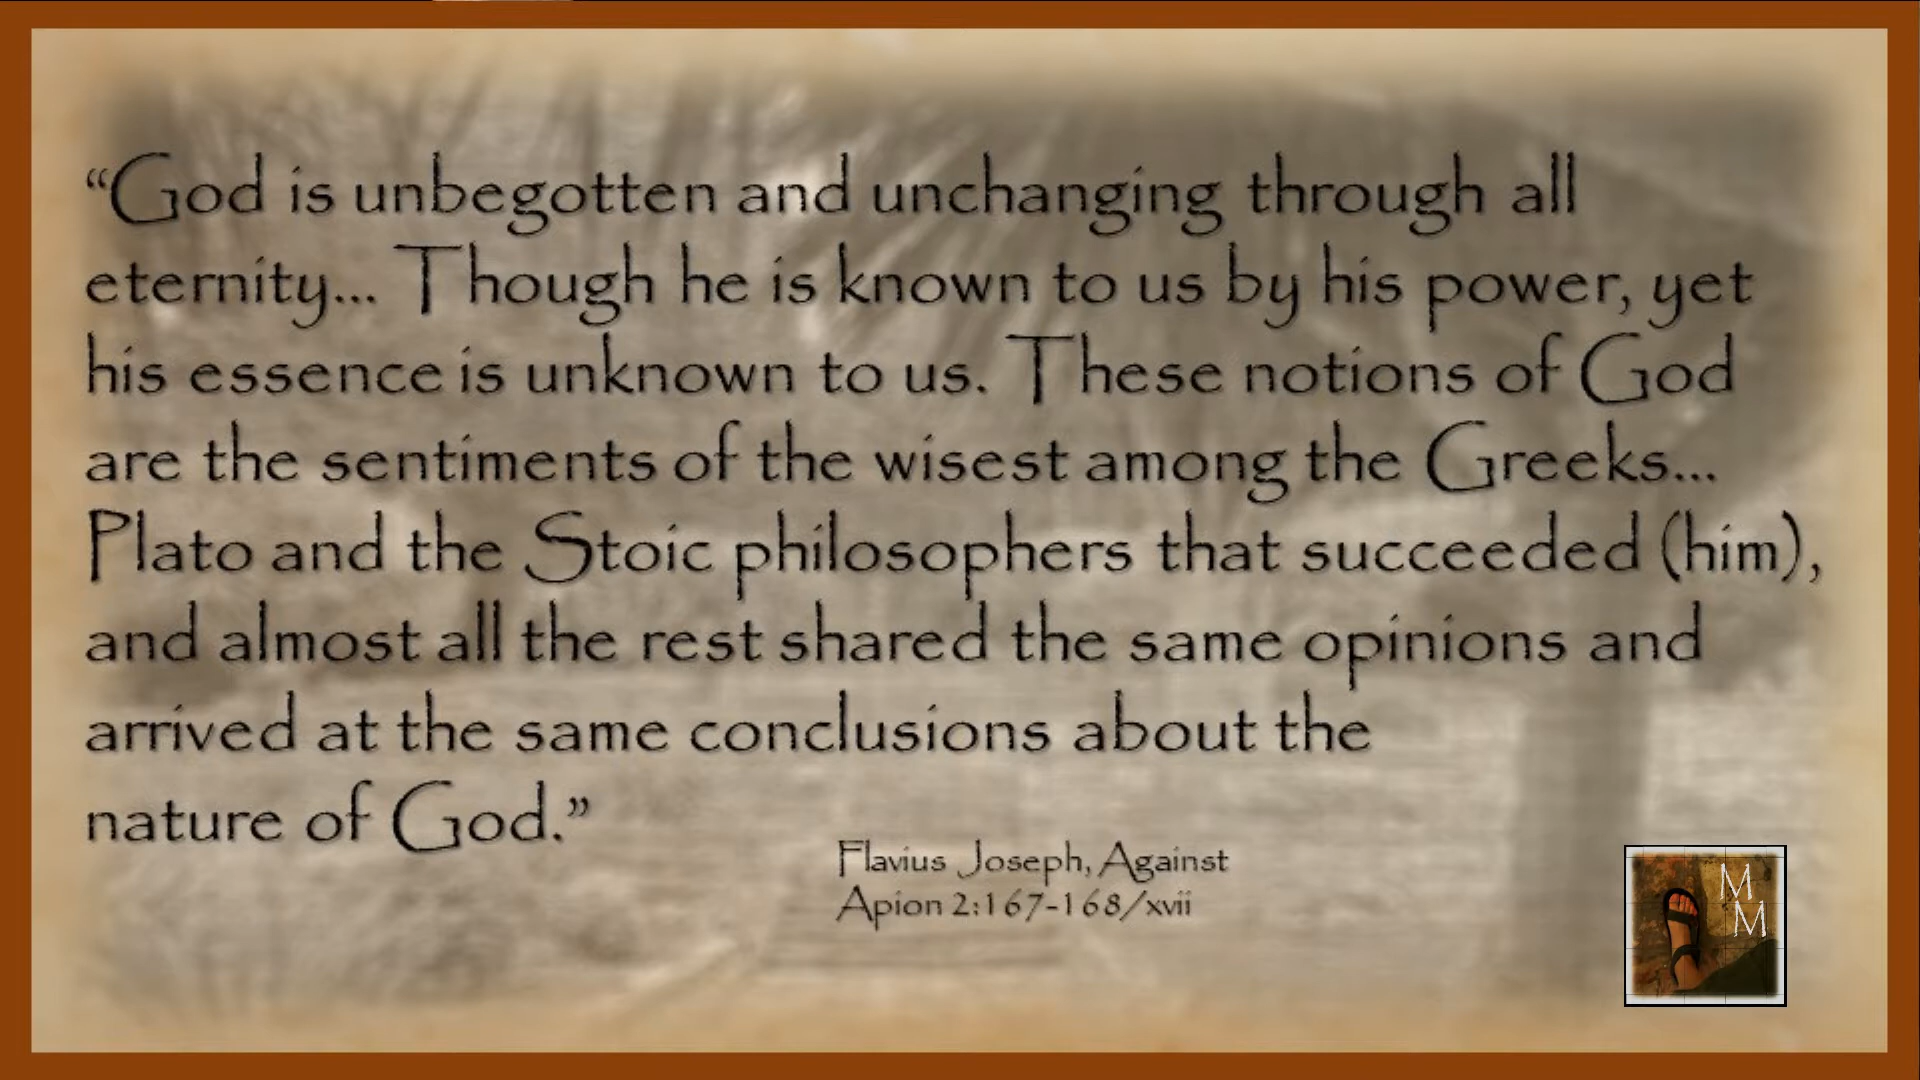 “God is unbegotten and unchanging through all
eternity... Though he is known to us by his power, yet
his essence is unknown to us. These notions of God
are the sentiments of the wisest among the Greeks...
Plato and the Stoic philosophers that succeeded (him),
and almost all the rest shared the same opinions and
arrived at the same conclusions about the
nature of God.”
Flavius Joseph, Against
Apion 2:167-168/xvii
M
M